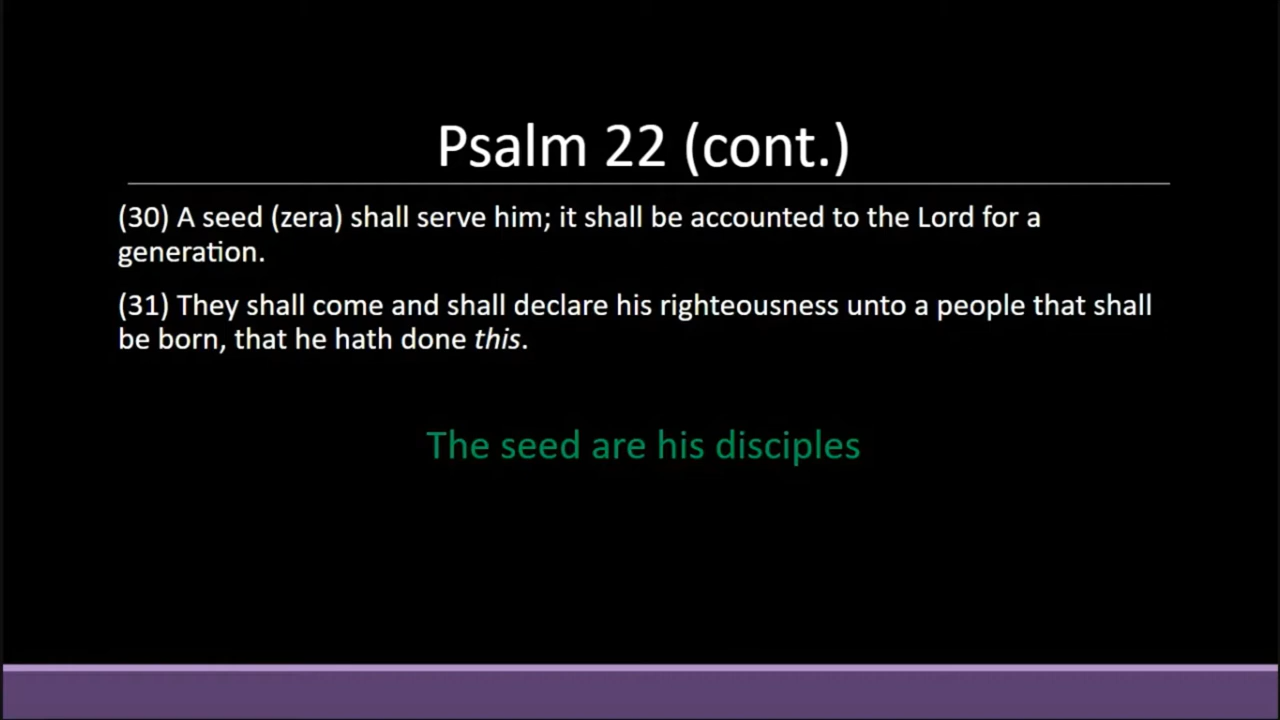 Psalm 22 (cont.)
(30) A seed (zera) shall serve him; it shall be accounted to the Lord for a
generation.
(31) They shall come and shall declare his righteousness unto a people that shall
be born, that he hath done this.
The seed are his disciples